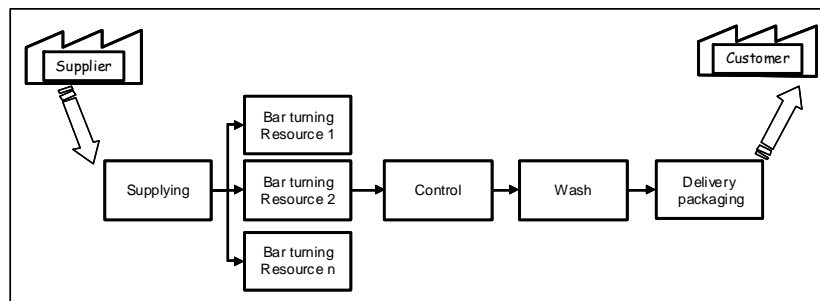 Supplier
Customer
Bar turning
Resource 1
Supplying
Bar turning
Resource 2
Control
Wash
Delivery
packaging
Bar turning
Resource n